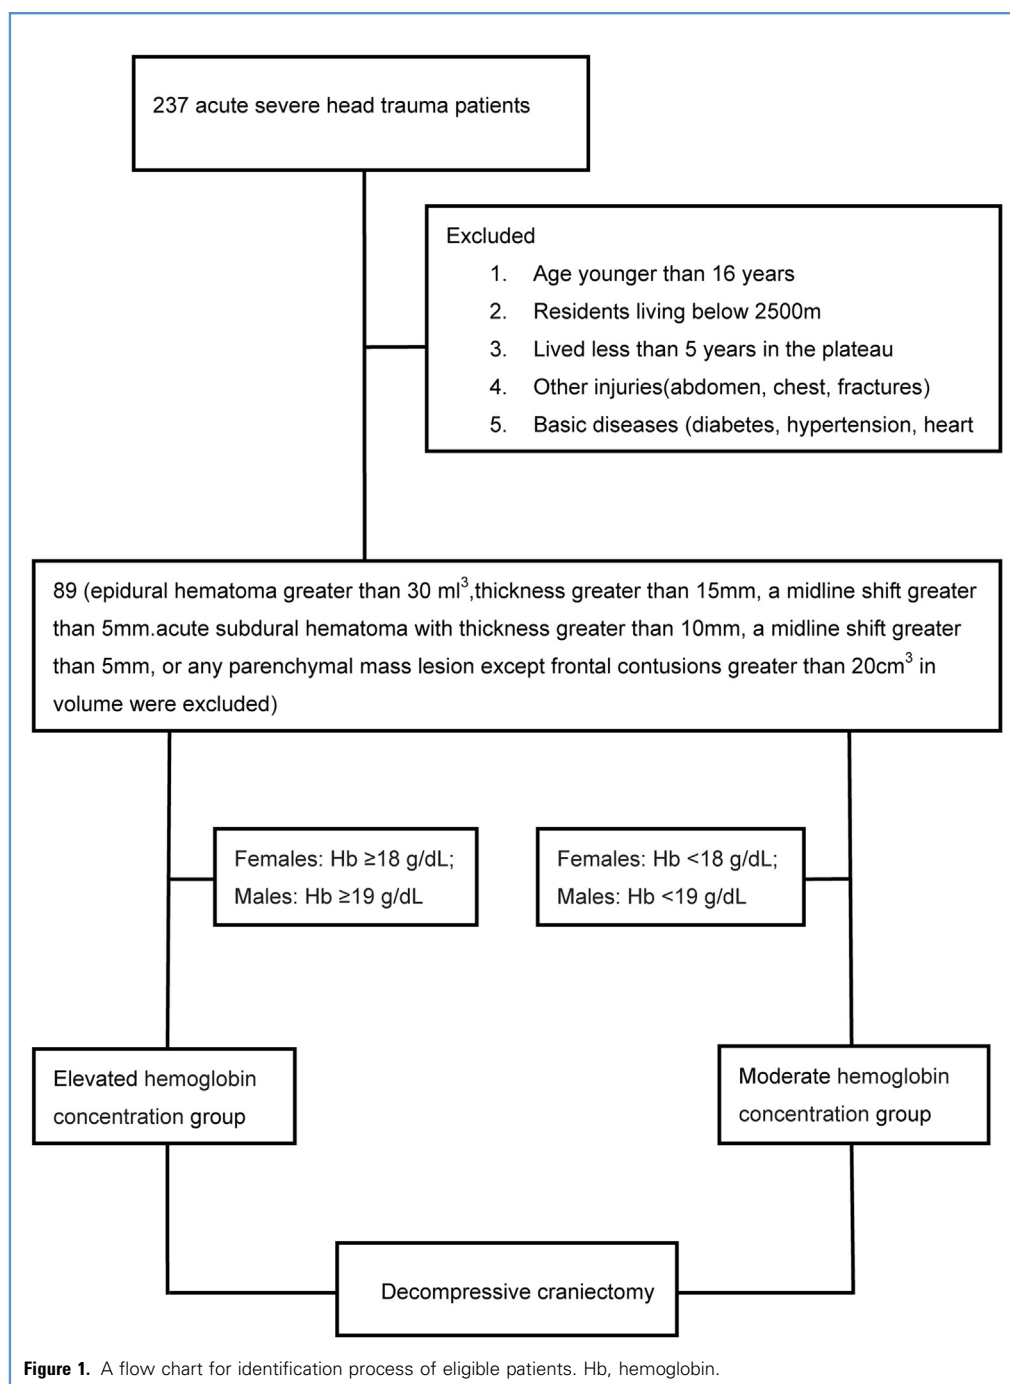 237 acute severe head trauma patients
Excluded
1. Age younger than 16 years
2. Residents living below 2500m
3. Lived less than 5 years in the plateau
4. Other injuries(abdomen, chest, fractures)
5. Basic diseases (diabetes, hypertension, heart
89 (epidural hematoma greater than 30 ml³,thickness greater than 15mm, a midline shift greater
than 5mm.acute subdural hematoma with thickness greater than 10mm, a midline shift greater
than 5mm, or any parenchymal mass lesion except frontal contusions greater than 20cm³ in
volume were excluded)
Females: Hb ≥18 g/dL;
Males: Hb ≥19 g/dL
Females: Hb <18 g/dL;
Males: Hb <19 g/dL
Elevated hemoglobin
concentration group
Moderate hemoglobin
concentration group
Decompressive craniectomy
Figure 1. A flow chart for identification process of eligible patients. Hb, hemoglobin.